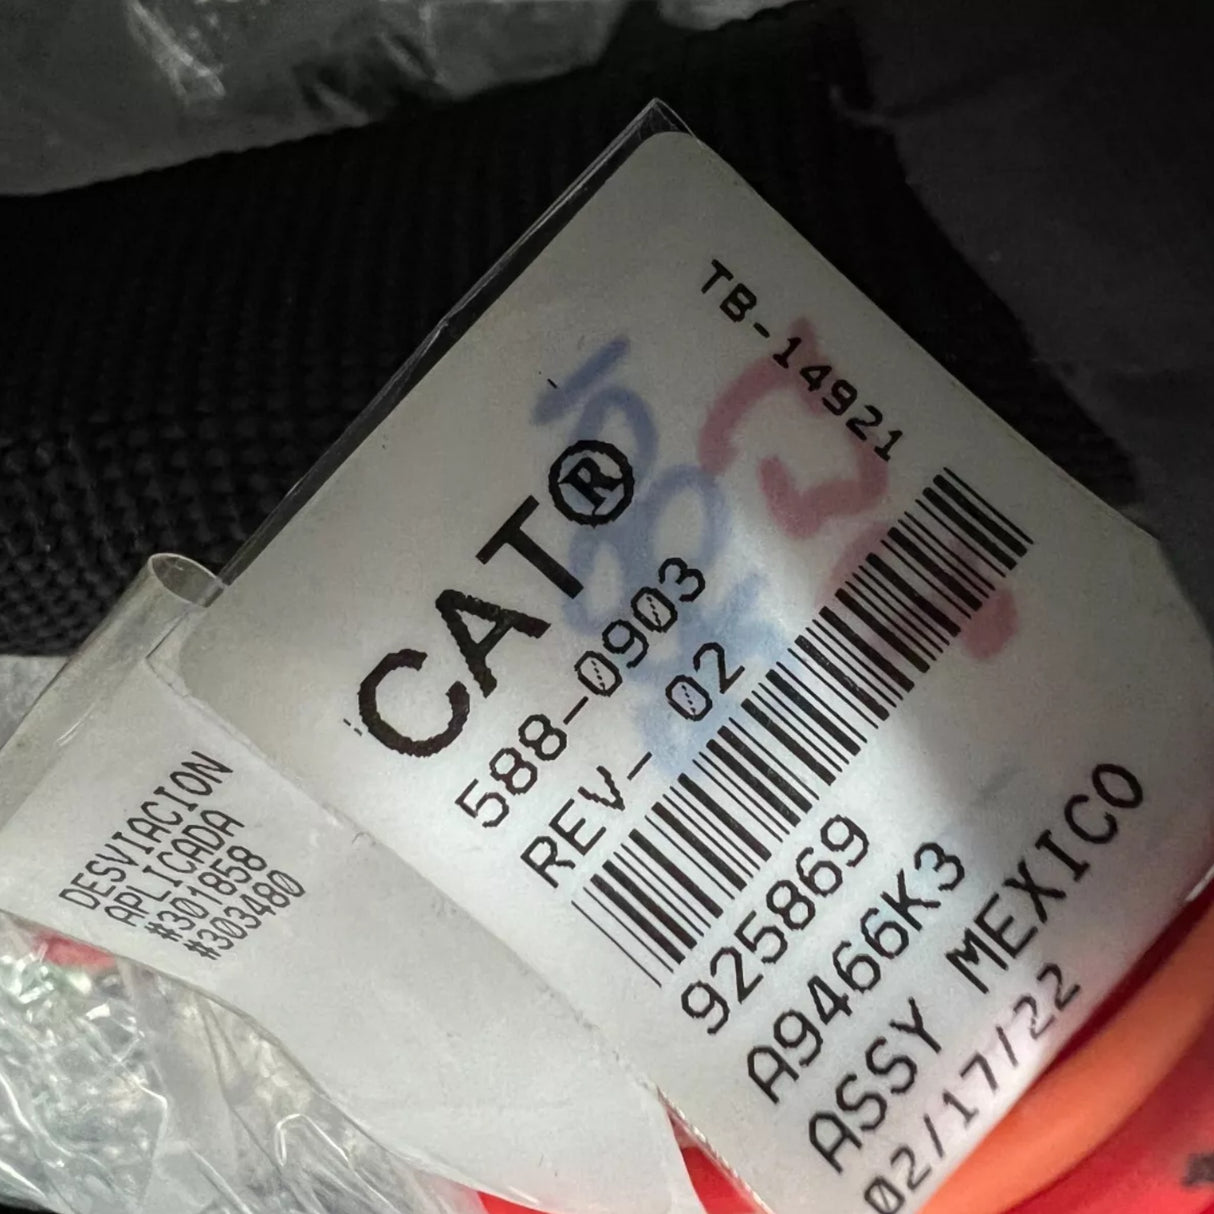 TB-14921
CAT®
588-0903
REV- 02
925869
A9466K3
ASSY MEXICO
02/17/22
DESVIACION
APLICADA
#301858
#303480